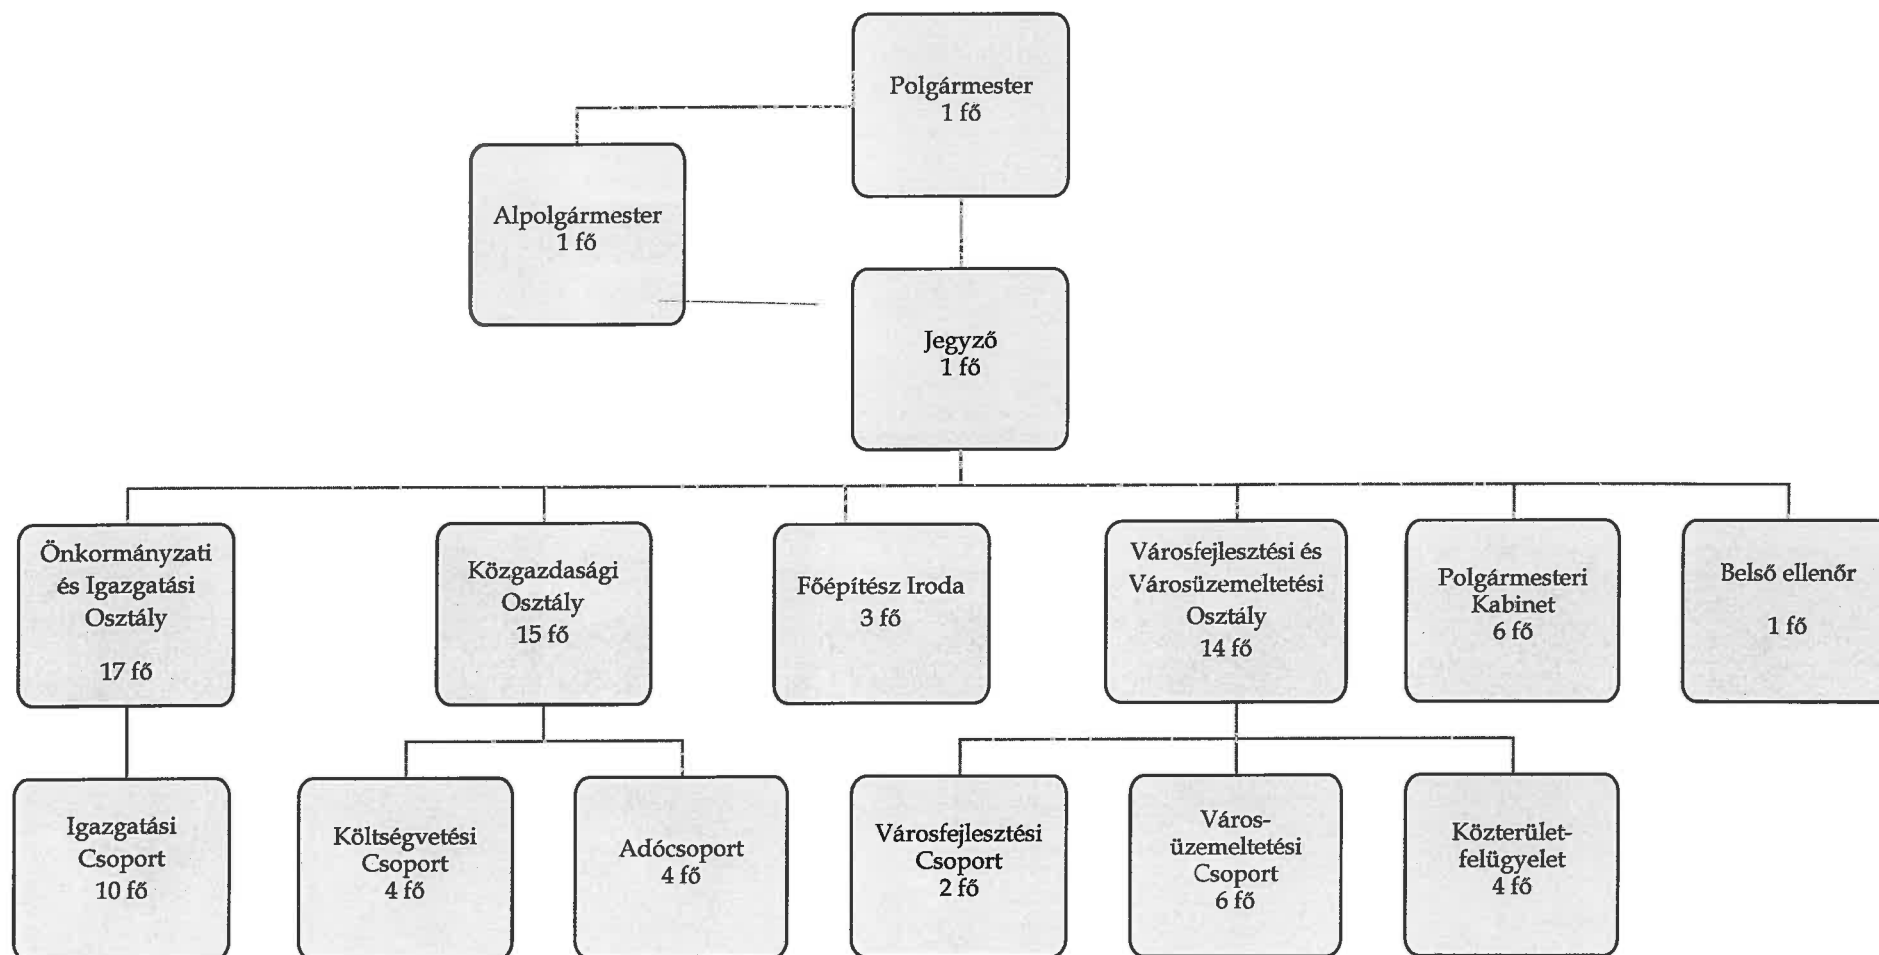 Polgármester
1 fő
Alpolgármester
1 fő
Jegyző
1 fő
Önkormányzati
és Igazgatási
Osztály
17 fő
Közgazdasági
Osztály
15 fő
Főépítész Iroda
3 fő
Városfejlesztési és
Városüzemeltetési
Osztály
14 fő
Polgármesteri
Kabinet
6 fő
Belső ellenőr
1 fő
Igazgatási
Csoport
10 fő
Költségvetési
Csoport
4 fő
Adócsoport
4 fő
Városfejlesztési
Csoport
2 fő
Város-
üzemeltetési
Csoport
6 fő
Közterület-
felügyelet
4 fő